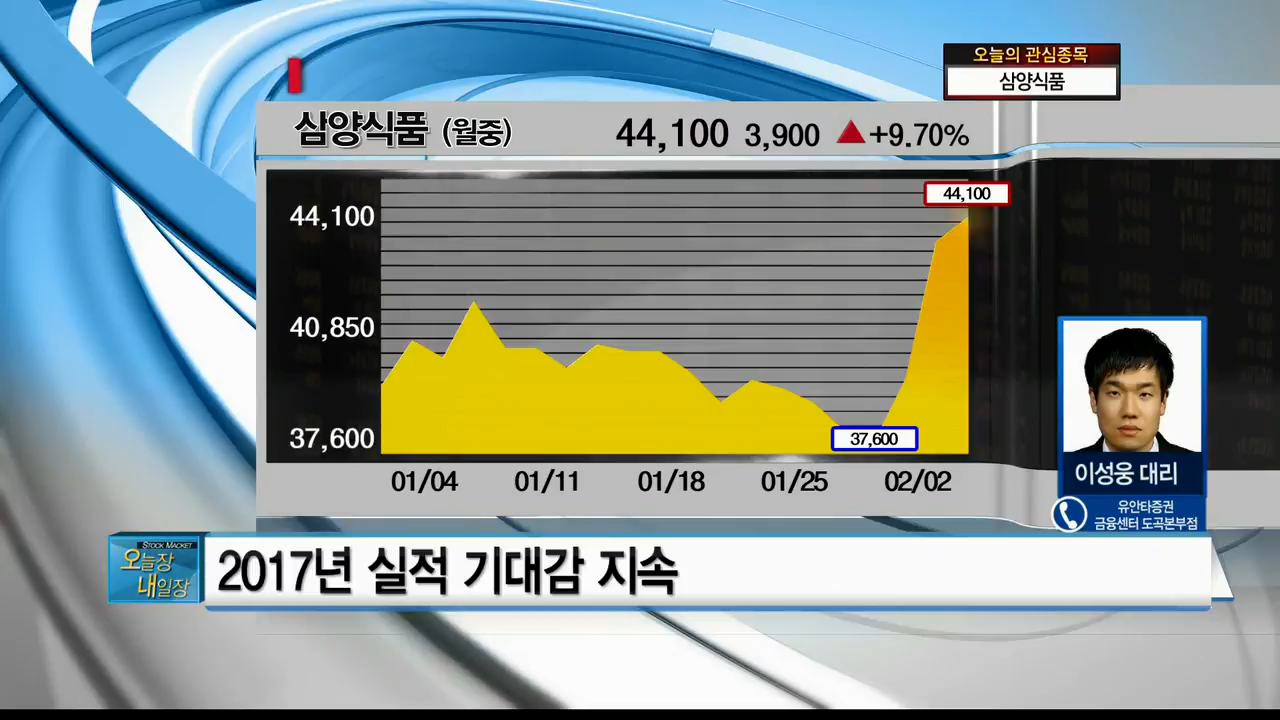 오늘의 관심종목
삼양식품
삼양식품 (월중) 44,100 3,900 ▲+9.70%
44,100
44,100
40,850
37,600
37,600
01/04 01/11 01/18 01/25 02/02
이성웅 대리
유안타증권
금융센터 도곡본부점
STOCK MACKET
오늘장
내일장
2017년 실적 기대감 지속